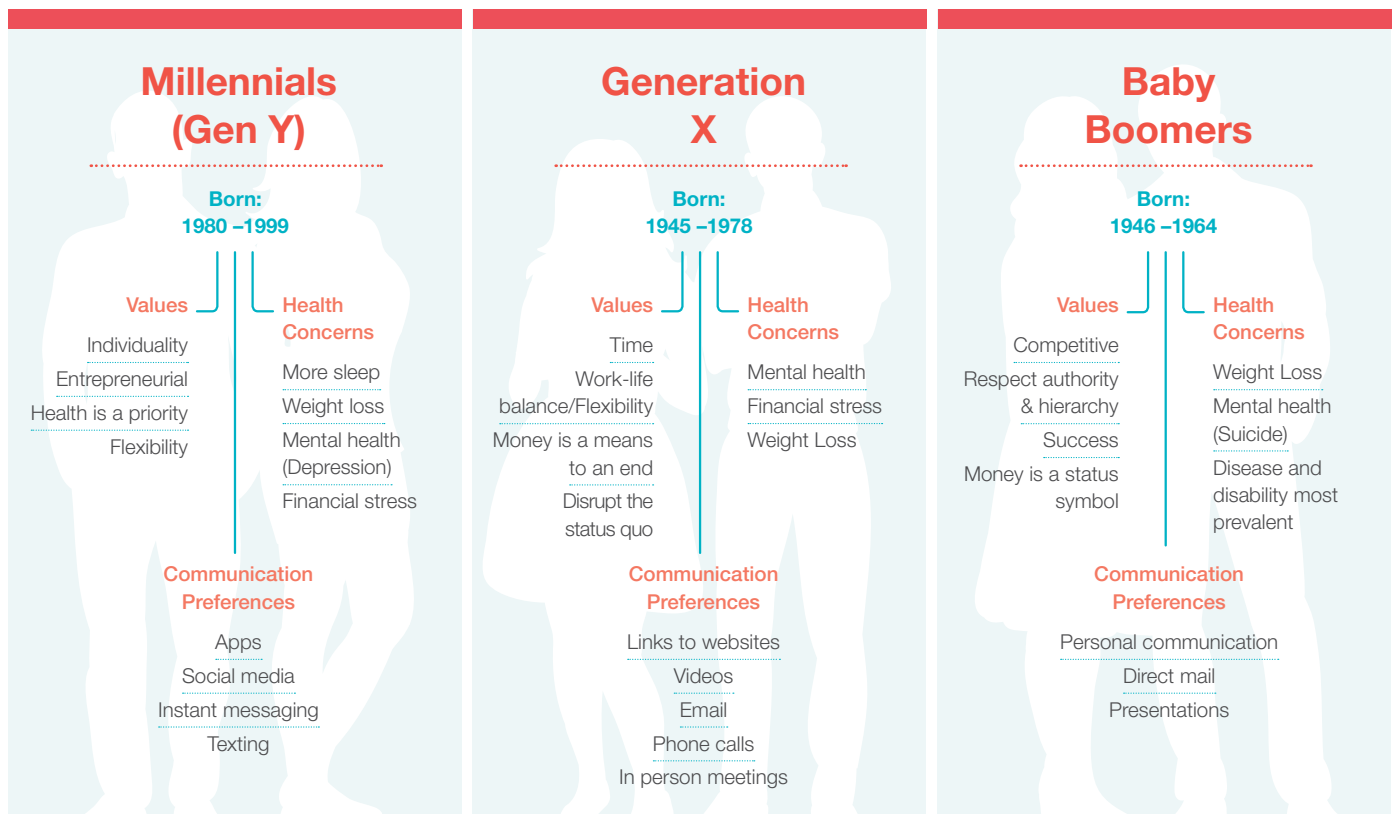 Millennials
(Gen Y)
Born:
1980 –1999
Values
Individuality
Entrepreneurial
Health is a priority
Flexibility
Health
Concerns
More sleep
Weight loss
Mental health
(Depression)
Financial stress
Communication
Preferences
Apps
Social media
Instant messaging
Texting
Generation
X
Born:
1945 –1978
Values
Time
Work-life
balance/Flexibility
Money is a means
to an end
Disrupt the
status quo
Health
Concerns
Mental health
Financial stress
Weight Loss
Communication
Preferences
Links to websites
Videos
Email
Phone calls
In person meetings
Baby
Boomers
Born:
1946 –1964
Values
Competitive
Respect authority
& hierarchy
Success
Money is a status
symbol
Health
Concerns
Weight Loss
Mental health
(Suicide)
Disease and
disability most
prevalent
Communication
Preferences
Personal communication
Direct mail
Presentations